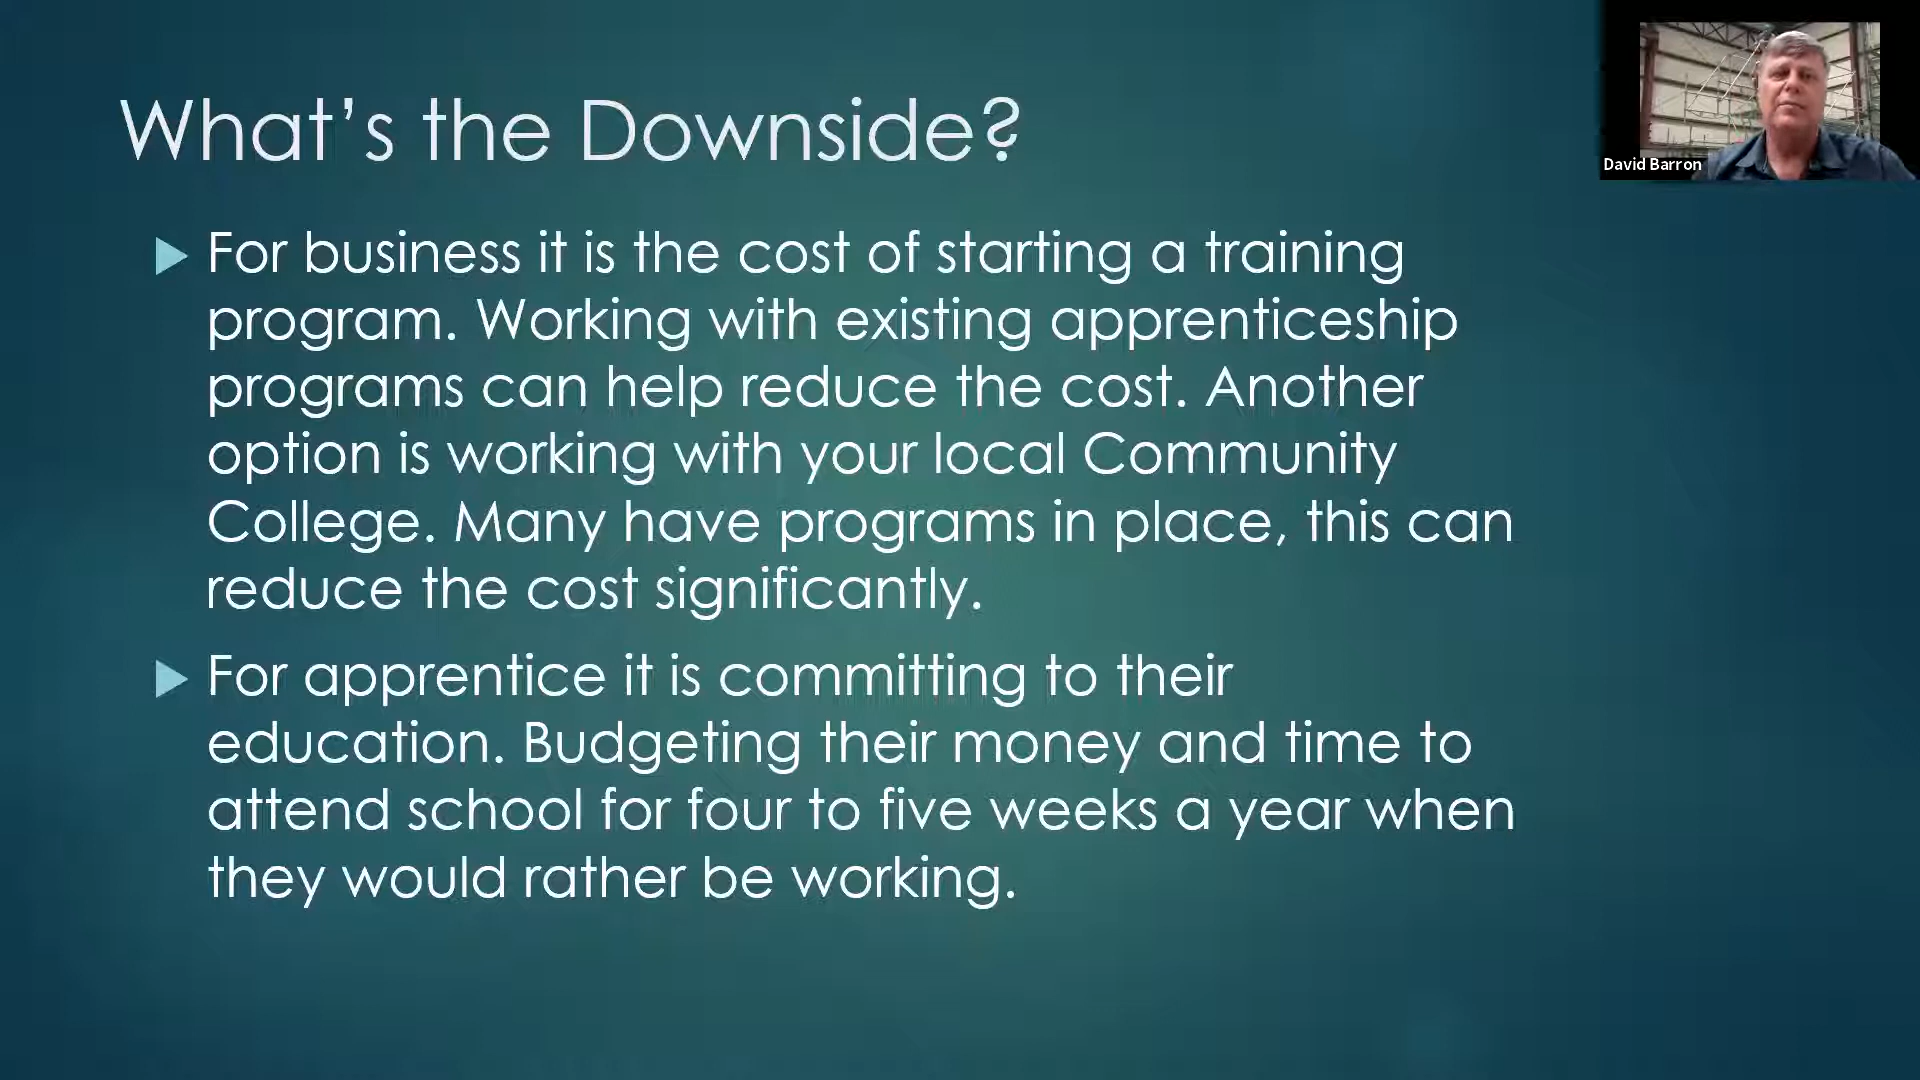 What's the Downside?
David Barron
For business it is the cost of starting a training
program. Working with existing apprenticeship
programs can help reduce the cost. Another
option is working with your local Community
College. Many have programs in place, this can
reduce the cost significantly.
For apprentice it is committing to their
education. Budgeting their money and time to
attend school for four to five weeks a year when
they would rather be working.